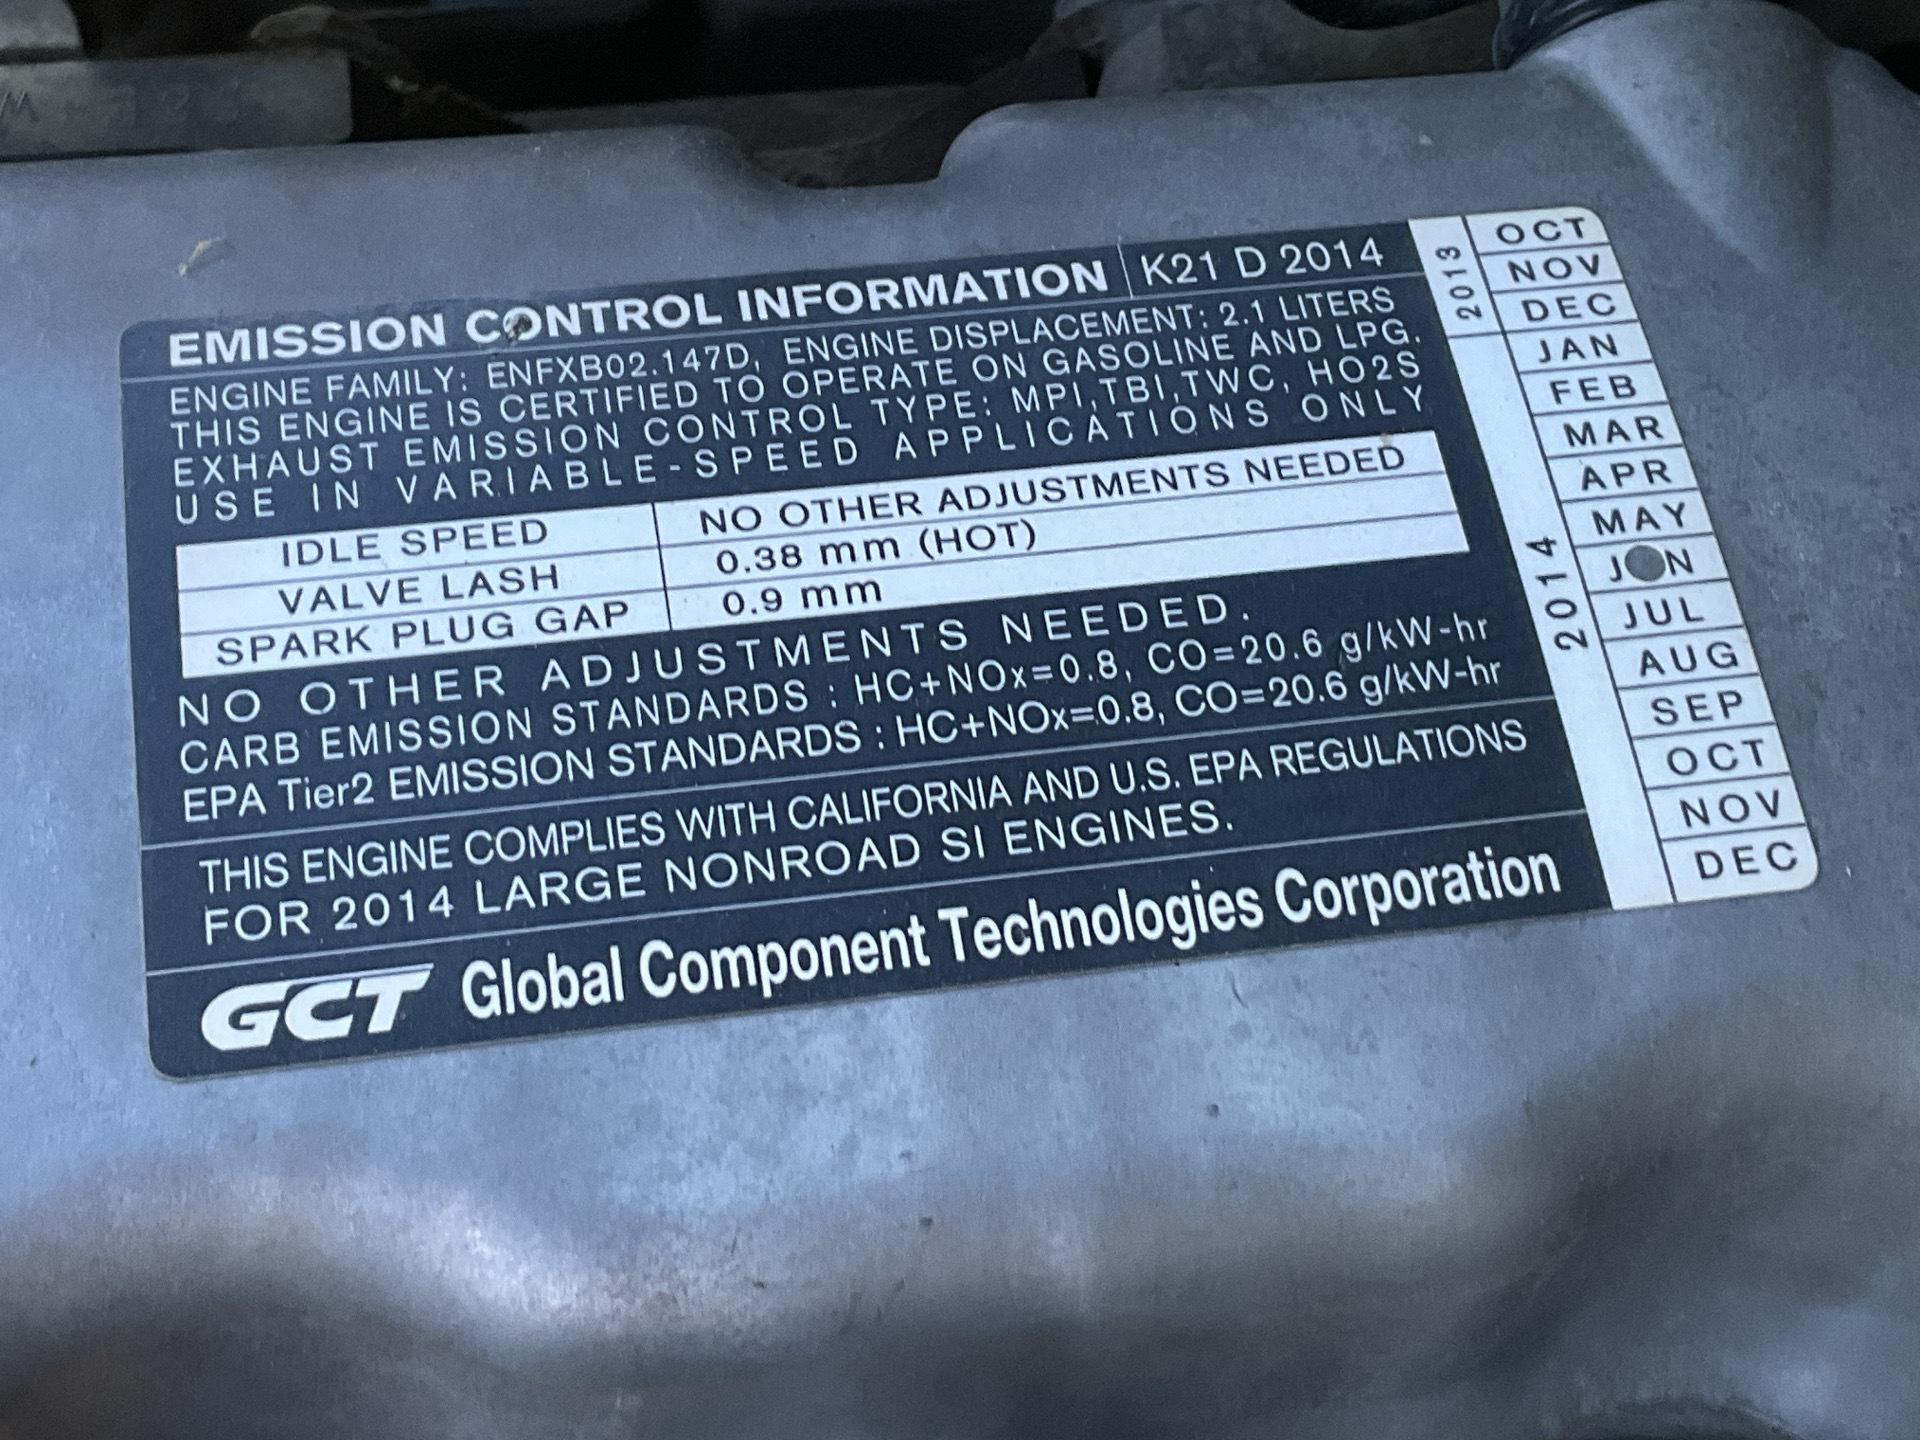 EMISSION CONTROL INFORMATION K21 D 2014
ENGINE FAMILY: ENFXB02.147D, ENGINE DISPLACEMENT: 2.1 LITERS
THIS ENGINE IS CERTIFIED TO OPERATE ON GASOLINE AND LPG.
EXHAUST EMISSION CONTROL TYPE: MPI,TBI,TWC, HO2S
USE IN VARIABLE-SPEED APPLICATIONS ONLY
IDLE SPEED NO OTHER ADJUSTMENTS NEEDED
VALVE LASH 0.38 mm (HOT)
SPARK PLUG GAP 0.9 mm
NO OTHER ADJUSTMENTS NEEDED.
CARB EMISSION STANDARDS : HC+NOx=0.8, CO=20.6 g/kW-hr
EPA Tier2 EMISSION STANDARDS : HC+NOx=0.8, CO=20.6 g/kW-hr
THIS ENGINE COMPLIES WITH CALIFORNIA AND U.S. EPA REGULATIONS
FOR 2014 LARGE NONROAD SI ENGINES.
GCT Global Component Technologies Corporation
2013
OCT
NOV
DEC
2014
JAN
FEB
MAR
APR
MAY
JUN
JUL
AUG
SEP
OCT
NOV
DEC